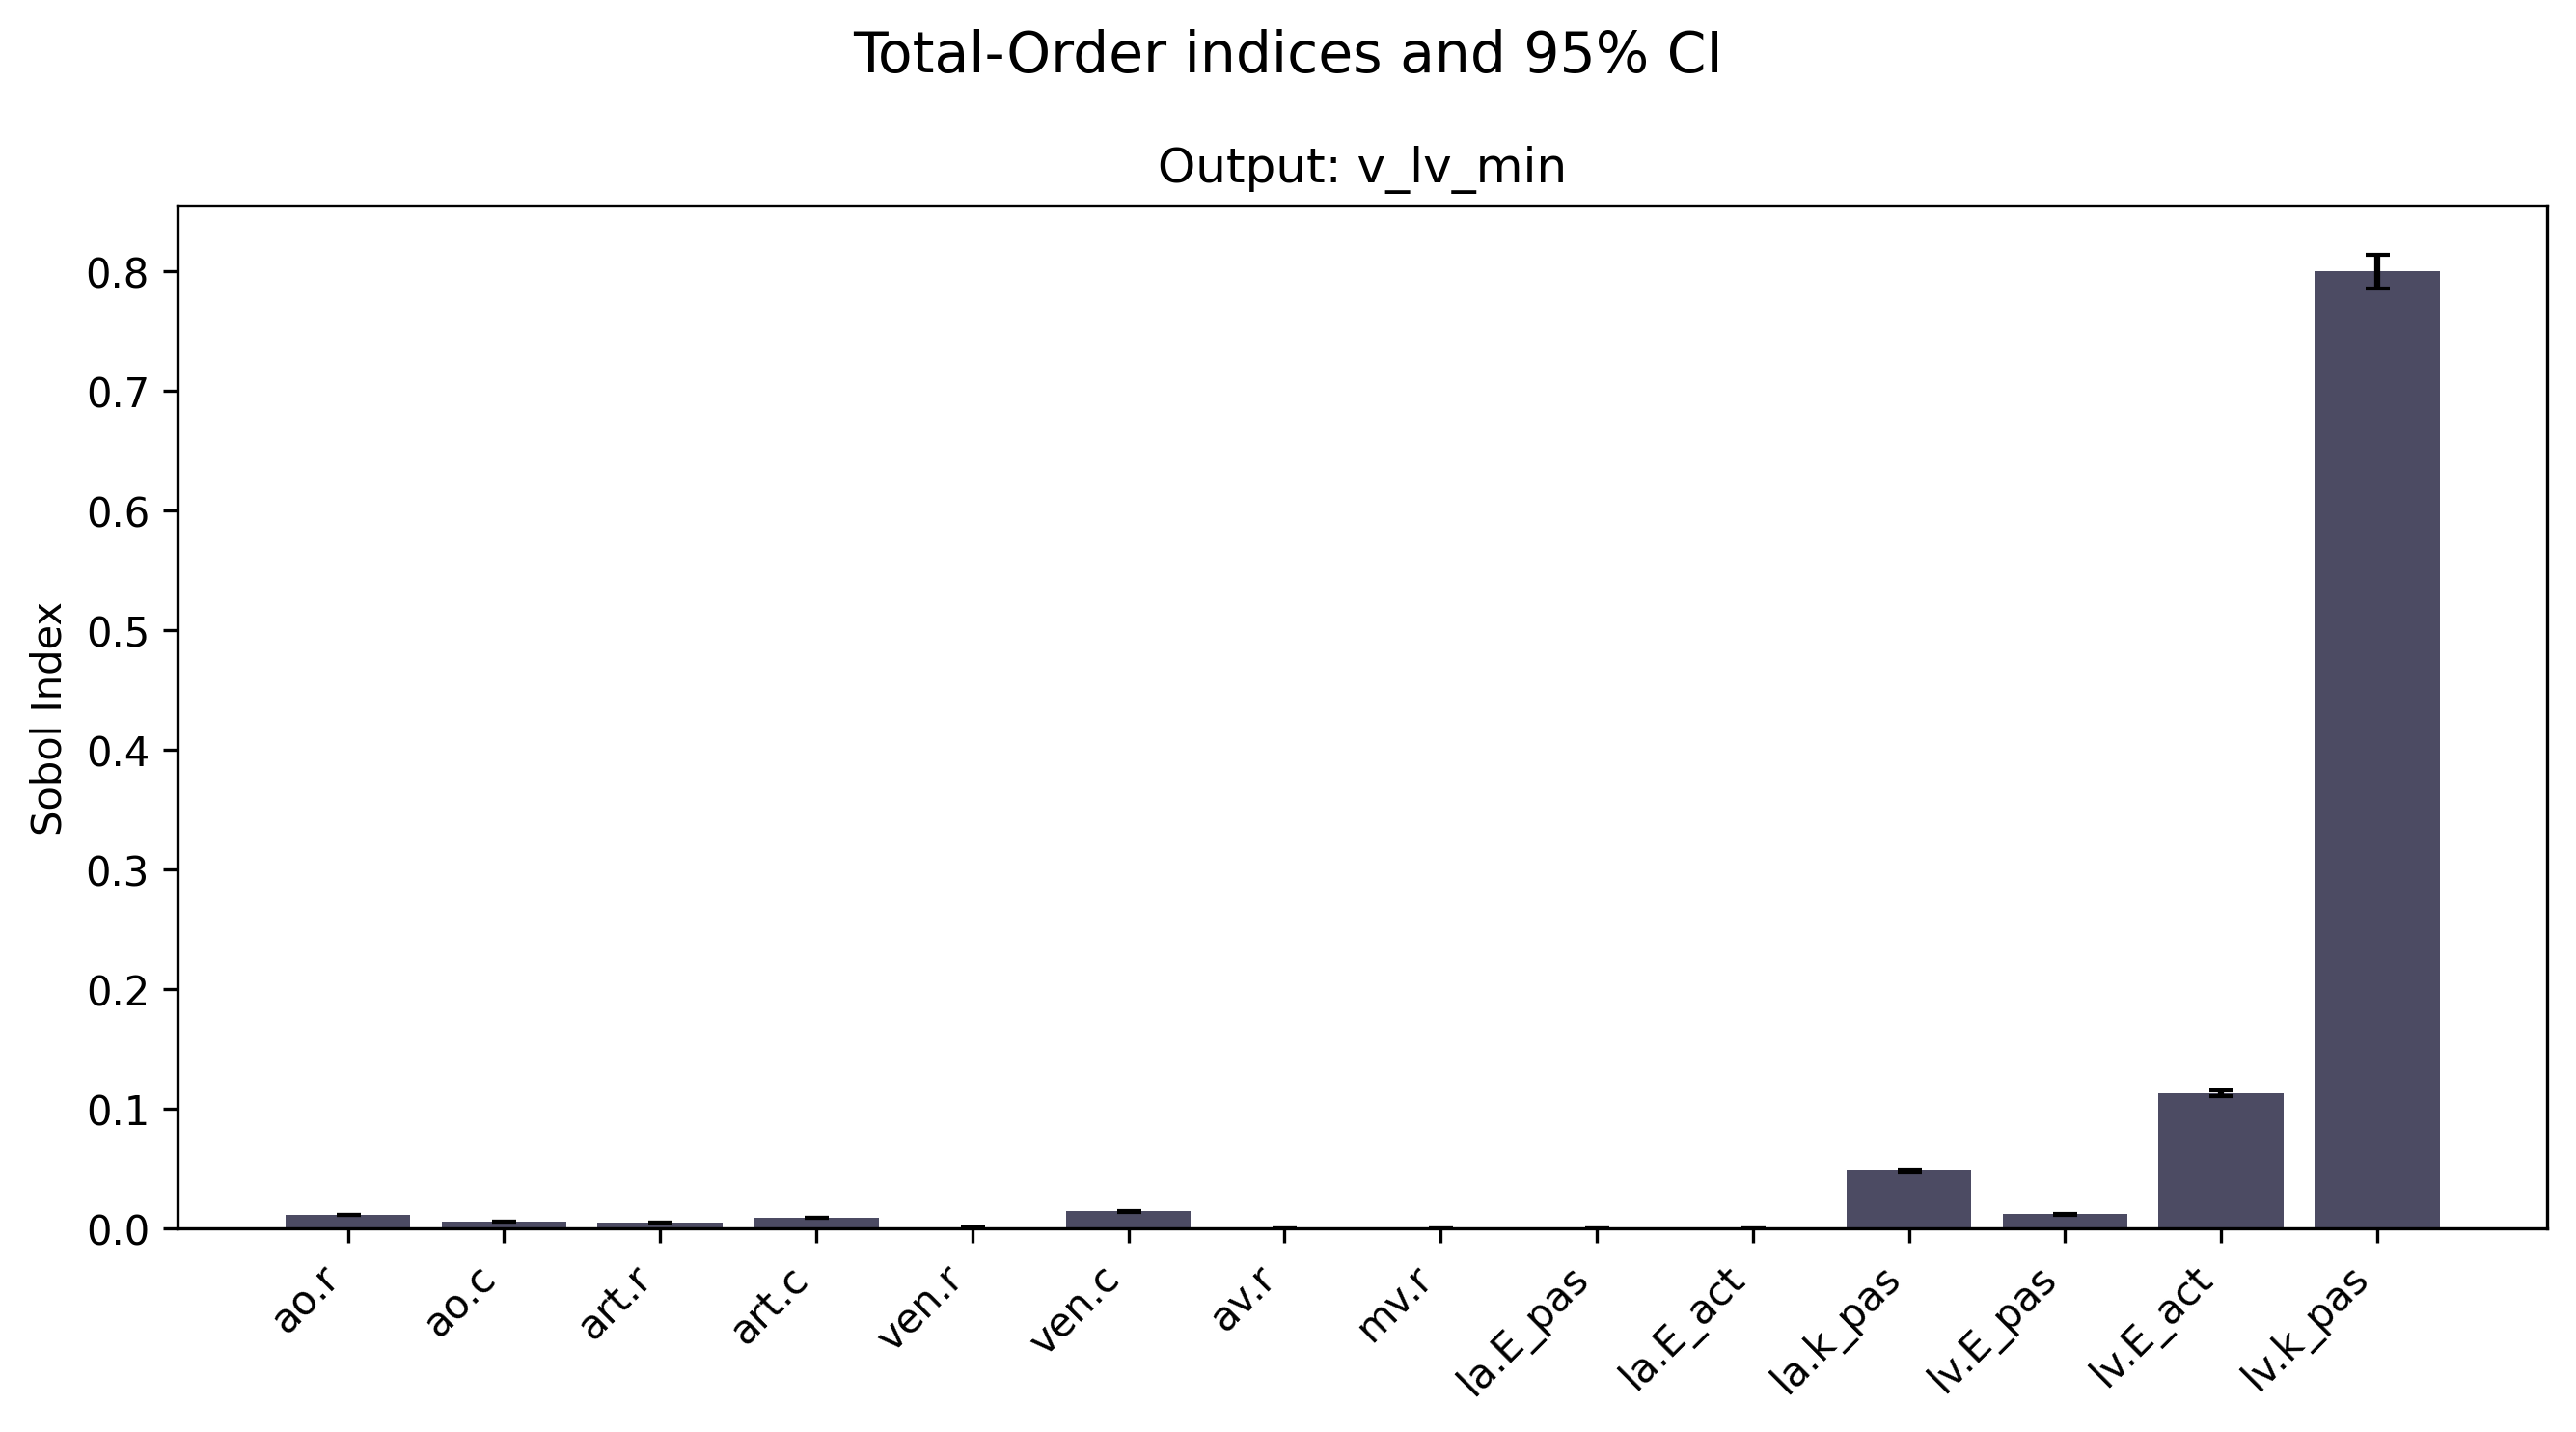 Total-Order indices and 95% CI
Output: v_lv_min
Sobol Index
0.8
0.7
0.6
0.5
0.4
0.3
0.2
0.1
0.0
ao.r
ao.c
art.r
art.c
ven.r
ven.c
av.r
mv.r
la.E_pas
la.E_act
la.k_pas
lv.E_pas
lv.E_act
lv.k_pas